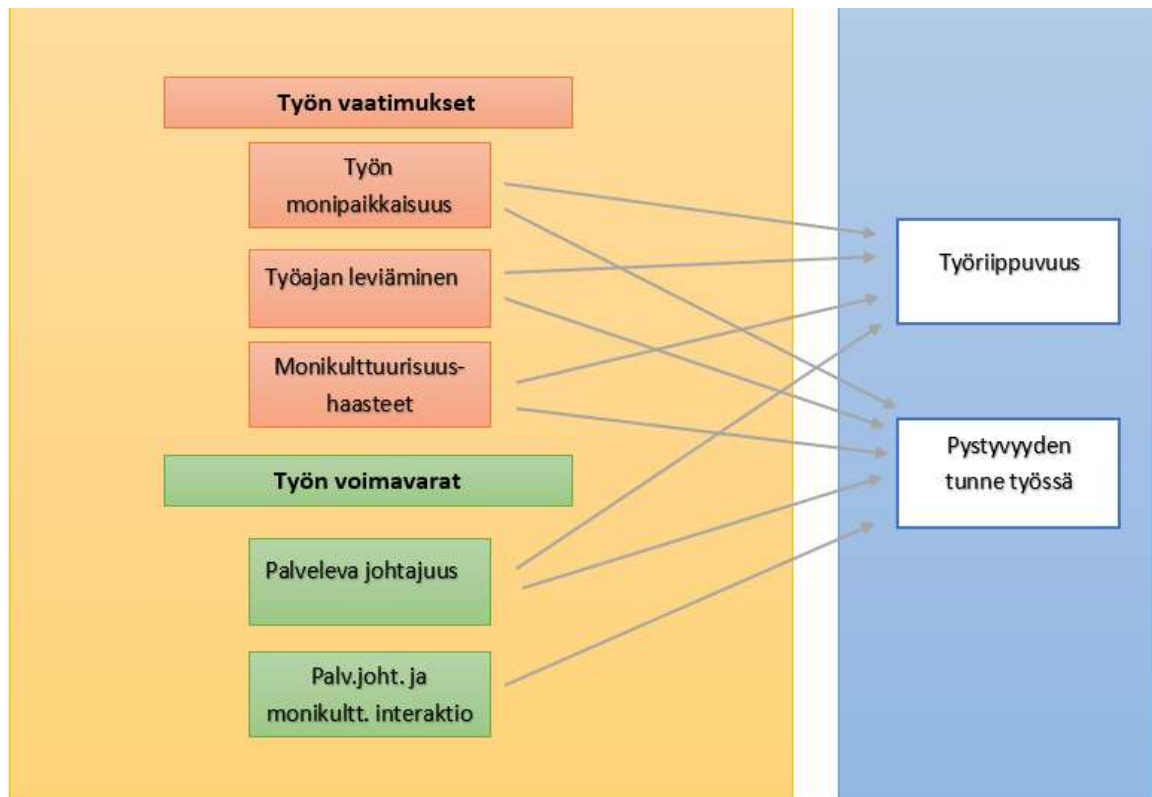 Työn vaatimukset
Työn
monipaikkaisuus
Työajan leviäminen
Monikulttuurisuus-
haasteet
Työn voimavarat
Palveleva johtajuus
Palv.joht. ja
monikultt. interaktio
Työriippuvuus
Pystyvyyden
tunne työssä